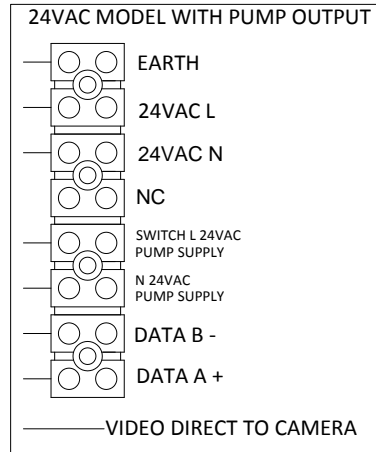 24VAC MODEL WITH PUMP OUTPUT
EARTH
24VAC L
24VAC N
NC
SWITCH L 24VAC
PUMP SUPPLY
N 24VAC
PUMP SUPPLY
DATA B -
DATA A +
VIDEO DIRECT TO CAMERA